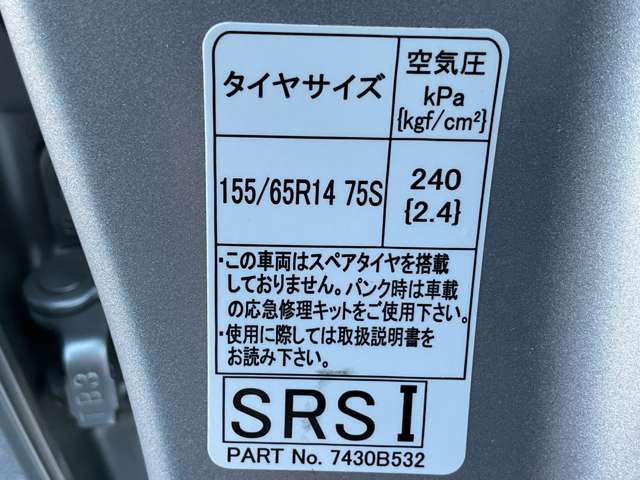 タイヤサイズ
空気圧
kPa
{kgf/cm²}
155/65R14 75S
240
{2.4}
・この車両はスペアタイヤを搭載
しておりません。パンク時は車載
の応急修理キットをご使用下さい。
・使用に際しては取扱説明書を
お読み下さい。
SRS I
PART No. 7430B532
TB3